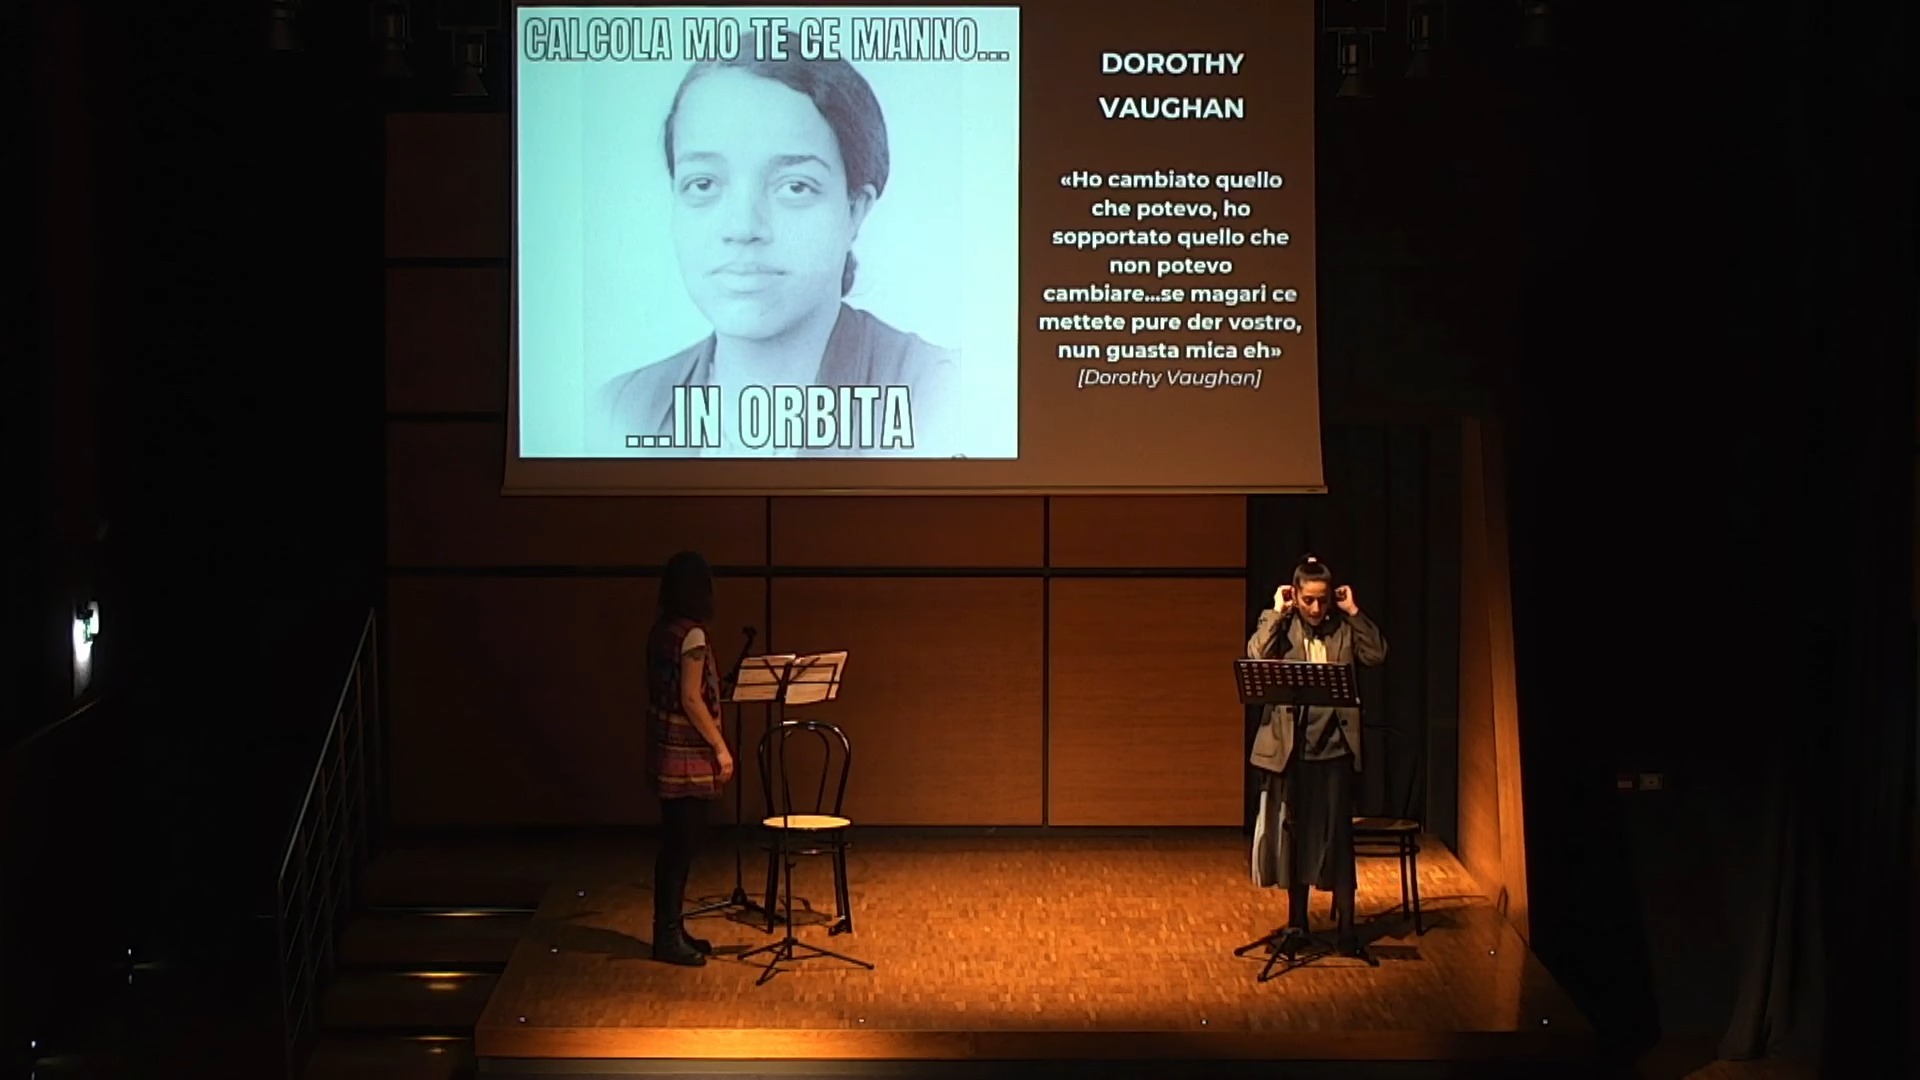 CALCOLA MO TE CE MANNO...
...IN ORBITA
DOROTHY
VAUGHAN
«Ho cambiato quello
che potevo, ho
sopportato quello che
non potevo
cambiare...se magari ce
mettete pure der vostro,
nun guasta mica eh»
[Dorothy Vaughan]